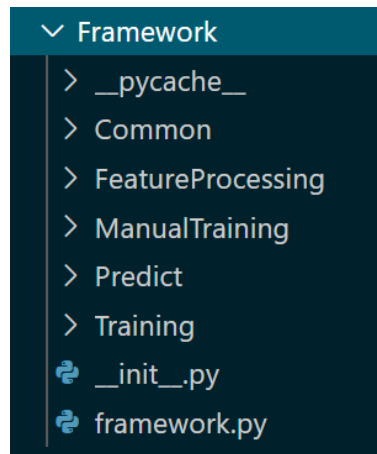 Framework
__pycache__
Common
FeatureProcessing
ManualTraining
Predict
Training
__init__.py
framework.py